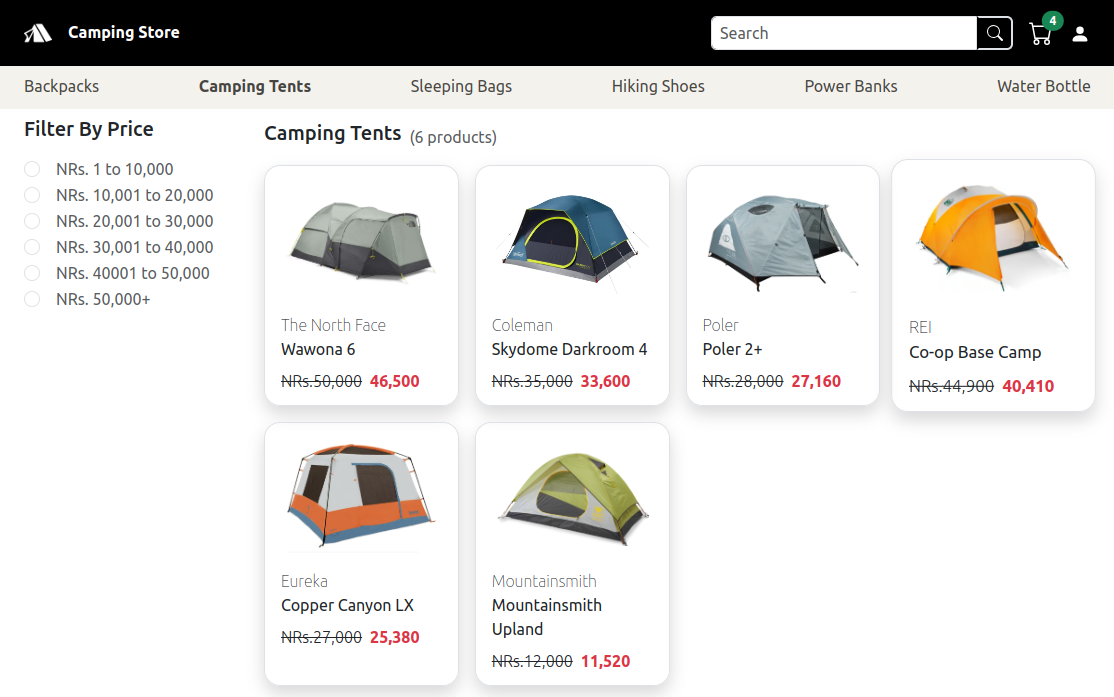 Camping Store
Search
4
Backpacks
Camping Tents
Sleeping Bags
Hiking Shoes
Power Banks
Water Bottle
Filter By Price
NRs. 1 to 10,000
NRs. 10,001 to 20,000
NRs. 20,001 to 30,000
NRs. 30,001 to 40,000
NRs. 40001 to 50,000
NRs. 50,000+
Camping Tents (6 products)
The North Face
Wawona 6
NRs.50,000 46,500
Coleman
Skydome Darkroom 4
NRs.35,000 33,600
Poler
Poler 2+
NRs.28,000 27,160
REI
Co-op Base Camp
NRs.44,900 40,410
Eureka
Copper Canyon LX
NRs.27,000 25,380
Mountainsmith
Mountainsmith
Upland
NRs.12,000 11,520